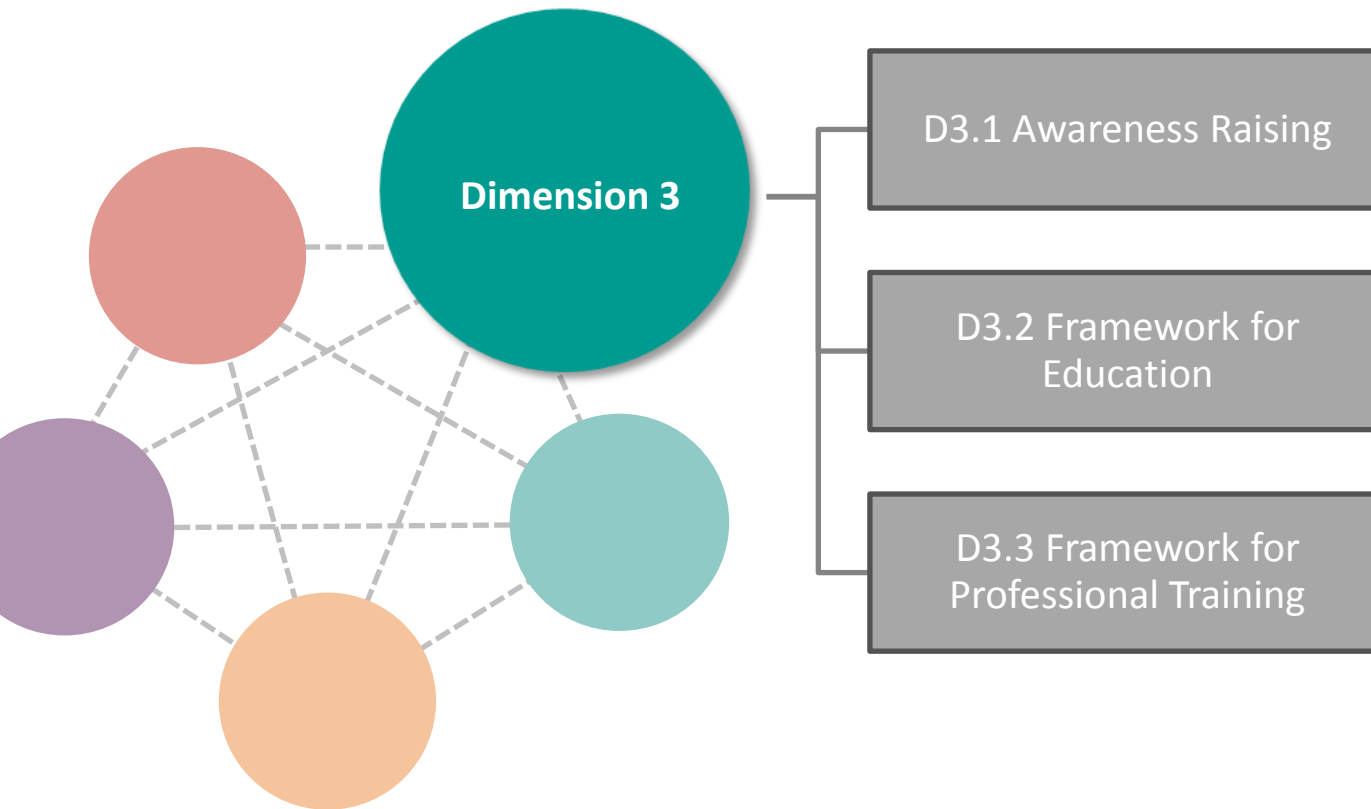 Dimension 3
D3.1 Awareness Raising
D3.2 Framework for
Education
D3.3 Framework for
Professional Training